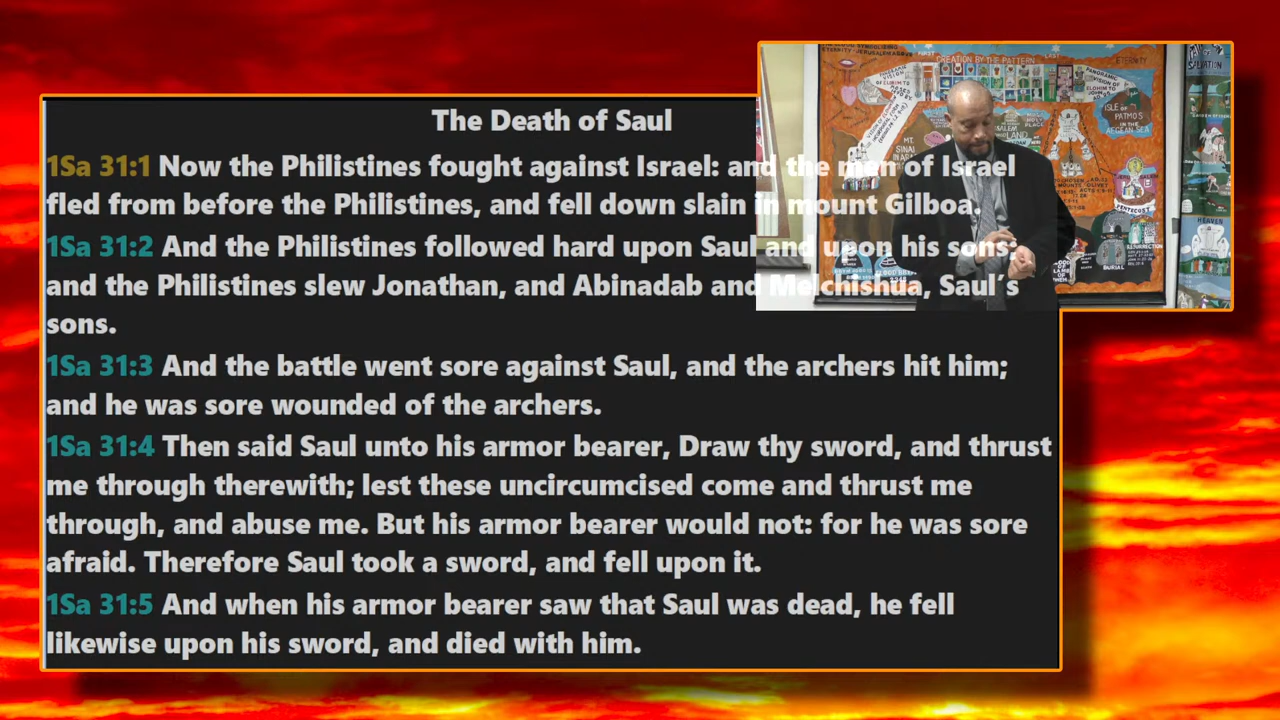 The Death of Saul
1Sa 31:1 Now the Philistines fought against Israel: and the men of Israel
fled from before the Philistines, and fell down slain in mount Gilboa.
1Sa 31:2 And the Philistines followed hard upon Saul and upon his sons;
and the Philistines slew Jonathan, and Abinadab and Melchishua, Saul's
sons.
1Sa 31:3 And the battle went sore against Saul, and the archers hit him;
and he was sore wounded of the archers.
1Sa 31:4 Then said Saul unto his armor bearer, Draw thy sword, and thrust
me through therewith; lest these uncircumcised come and thrust me
through, and abuse me. But his armor bearer would not: for he was sore
afraid. Therefore Saul took a sword, and fell upon it.
1Sa 31:5 And when his armor bearer saw that Saul was dead, he fell
likewise upon his sword, and died with him.
CREATION BY THE PATTERN
ETERNITY
PANORAMIC
VISION OF
ELOHIM TO
ISLE OF
PATMOS
IN THE
AEGEAN SEA
MT.
SINAI
PENTECOST
BURIAL
SALVATION
HEAVEN